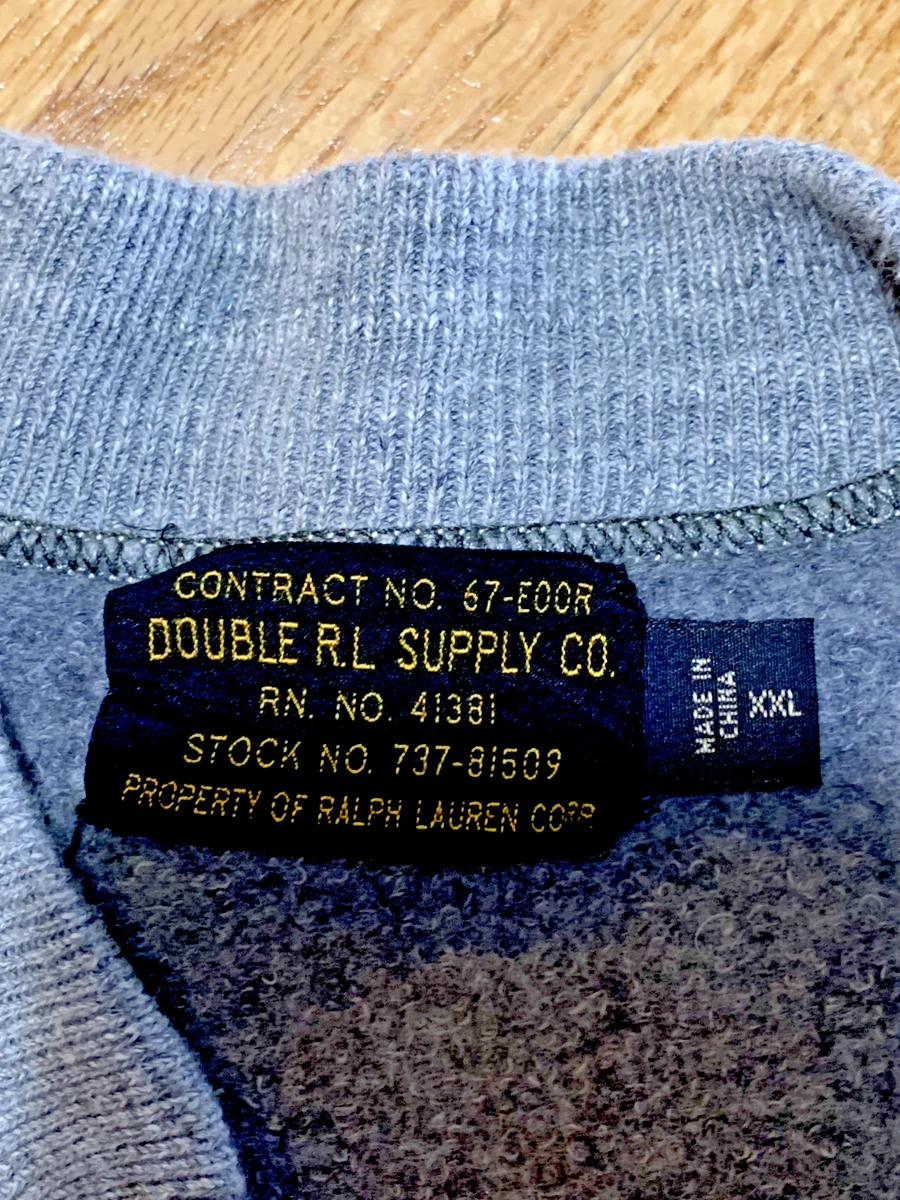 CONTRACT NO. 67-E00R
DOUBLE R.L. SUPPLY CO.
RN. NO. 41381
STOCK NO. 737-81509
PROPERTY OF RALPH LAUREN CORP.
MADE IN
CHINA
XXL